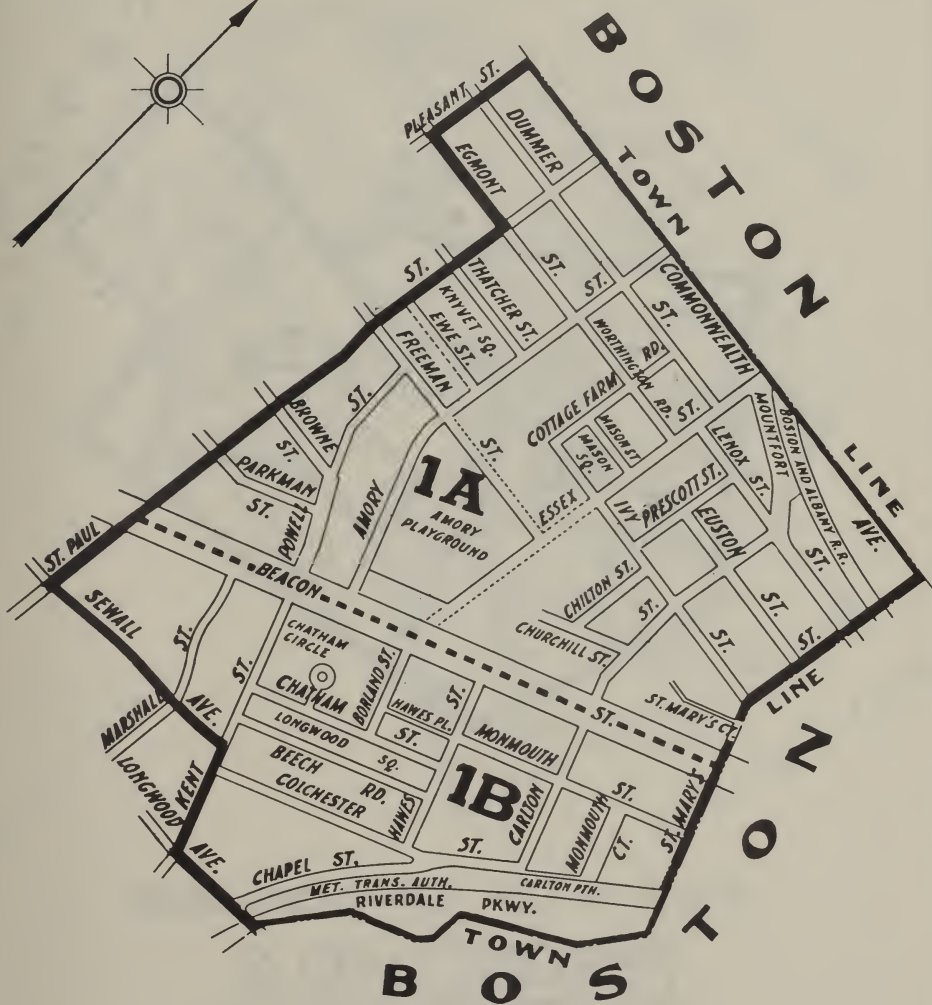 BOSTON
TOWN
LINE
PLEASANT ST.
DUMMER
ST.
EGMONT
ST.
ST.
THATCHER ST.
KNYVET SQ.
EWE ST.
FREEMAN
ST.
COMMONWEALTH
AVE.
WORTHINGTON
RD.
COTTAGE FARM
RD.
MASON ST
MASON
SQ.
ST.
LENOX
ST.
MOUNTFORT
ST.
BOSTON AND ALBANY R.R.
BROWNE
ST.
PARKMAN
ST.
POWELL
ST.
AMORY
1A
AMORY
PLAYGROUND
ESSEX
ST.
IVY
ST.
PRESCOTT ST.
EUSTON
ST.
CHILTON ST.
CHURCHILL ST.
ST.
ST.
LINE
ST. PAUL
ST.
BEACON
ST.
ST. MARY'S CT.
SEWALL
AVE.
ST.
MARSHALL
ST.
CHATHAM
CIRCLE
CHATHAM
ST.
BORLAND ST.
HAWES PL.
ST.
MONMOUTH
ST.
LONGWOOD
SQ.
BEECH
RD.
COLCHESTER
ST.
HAWES
1B
CARLTON
MONMOUTH
CT.
ST. MARY'S
LONGWOOD
AVE.
KENT
CHAPEL ST.
MET. TRANS. AUTH.
CARLTON PTH.
RIVERDALE PKWY.
TOWN
BOSTON